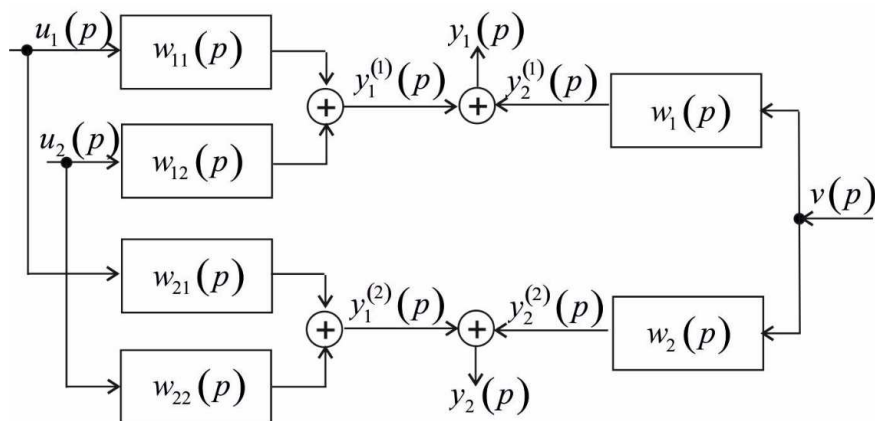 u₁(p)
w₁₁(p)
y₁(p)
y₁⁽¹⁾(p)
y₂⁽¹⁾(p)
w₁(p)
u₂(p)
w₁₂(p)
v(p)
w₂₁(p)
y₁⁽²⁾(p)
y₂⁽²⁾(p)
w₂(p)
w₂₂(p)
y₂(p)